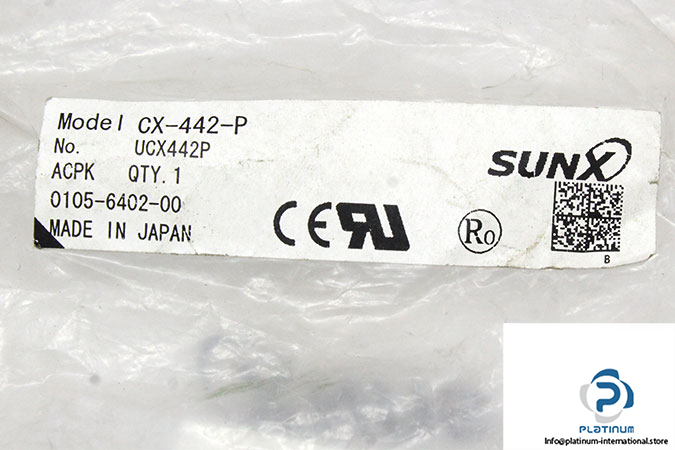 Model CX-442-P
No. UCX442P
ACPK QTY.1
0105-6402-00
MADE IN JAPAN
SUNX
CE RU
Ro
B
PLATINUM
Info@platinum-international.store